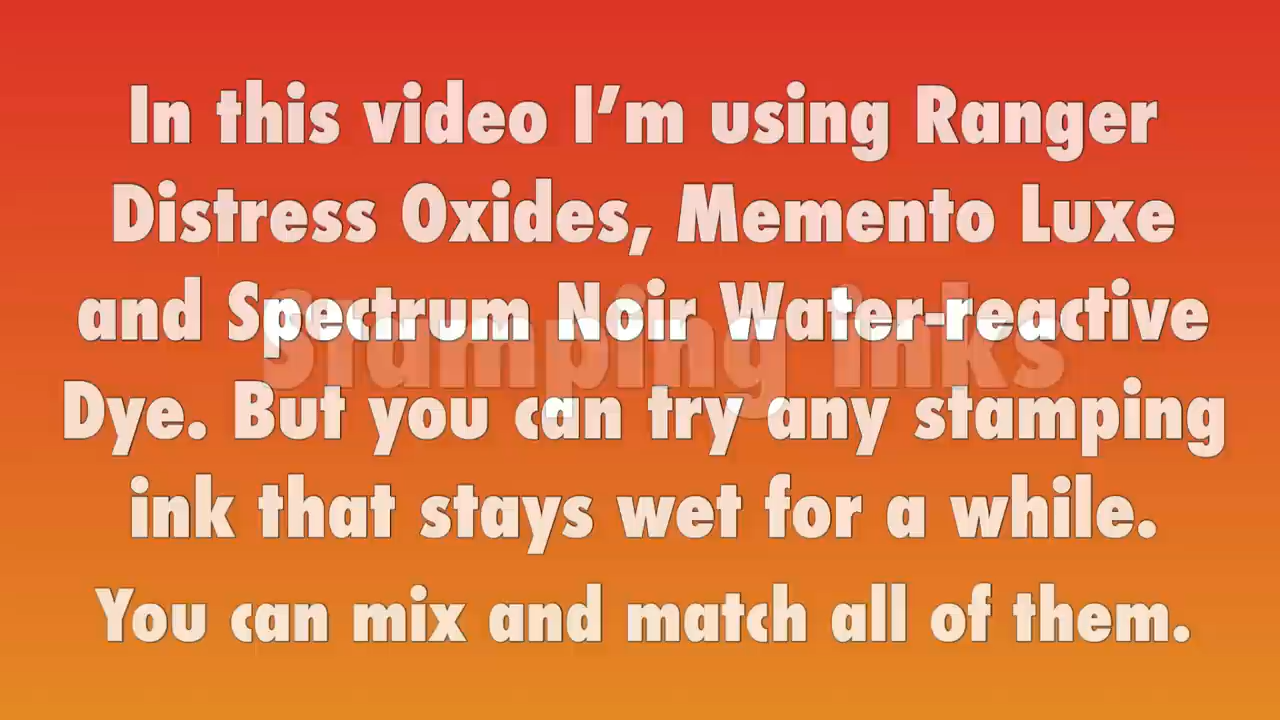 In this video I’m using Ranger
Distress Oxides, Memento Luxe
and Spectrum Noir Water-reactive
Stamping inks
Dye. But you can try any stamping
ink that stays wet for a while.
You can mix and match all of them.